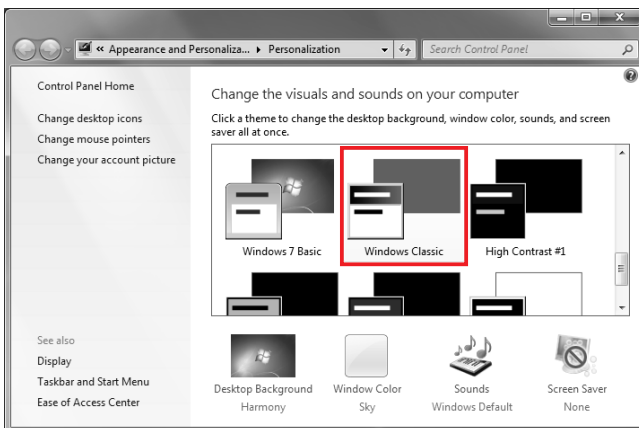 « Appearance and Personaliza... ▸ Personalization
Search Control Panel
Control Panel Home
Change desktop icons
Change mouse pointers
Change your account picture
See also
Display
Taskbar and Start Menu
Ease of Access Center
Change the visuals and sounds on your computer
Click a theme to change the desktop background, window color, sounds, and screen
saver all at once.
Windows 7 Basic
Windows Classic
High Contrast #1
Desktop Background
Harmony
Window Color
Sky
Sounds
Windows Default
Screen Saver
None